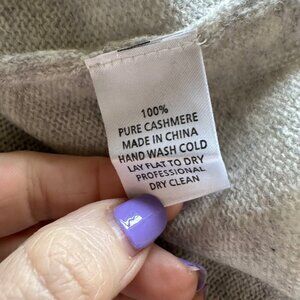 100%
PURE CASHMERE
MADE IN CHINA
HAND WASH COLD
LAY FLAT TO DRY
PROFESSIONAL
DRY CLEAN